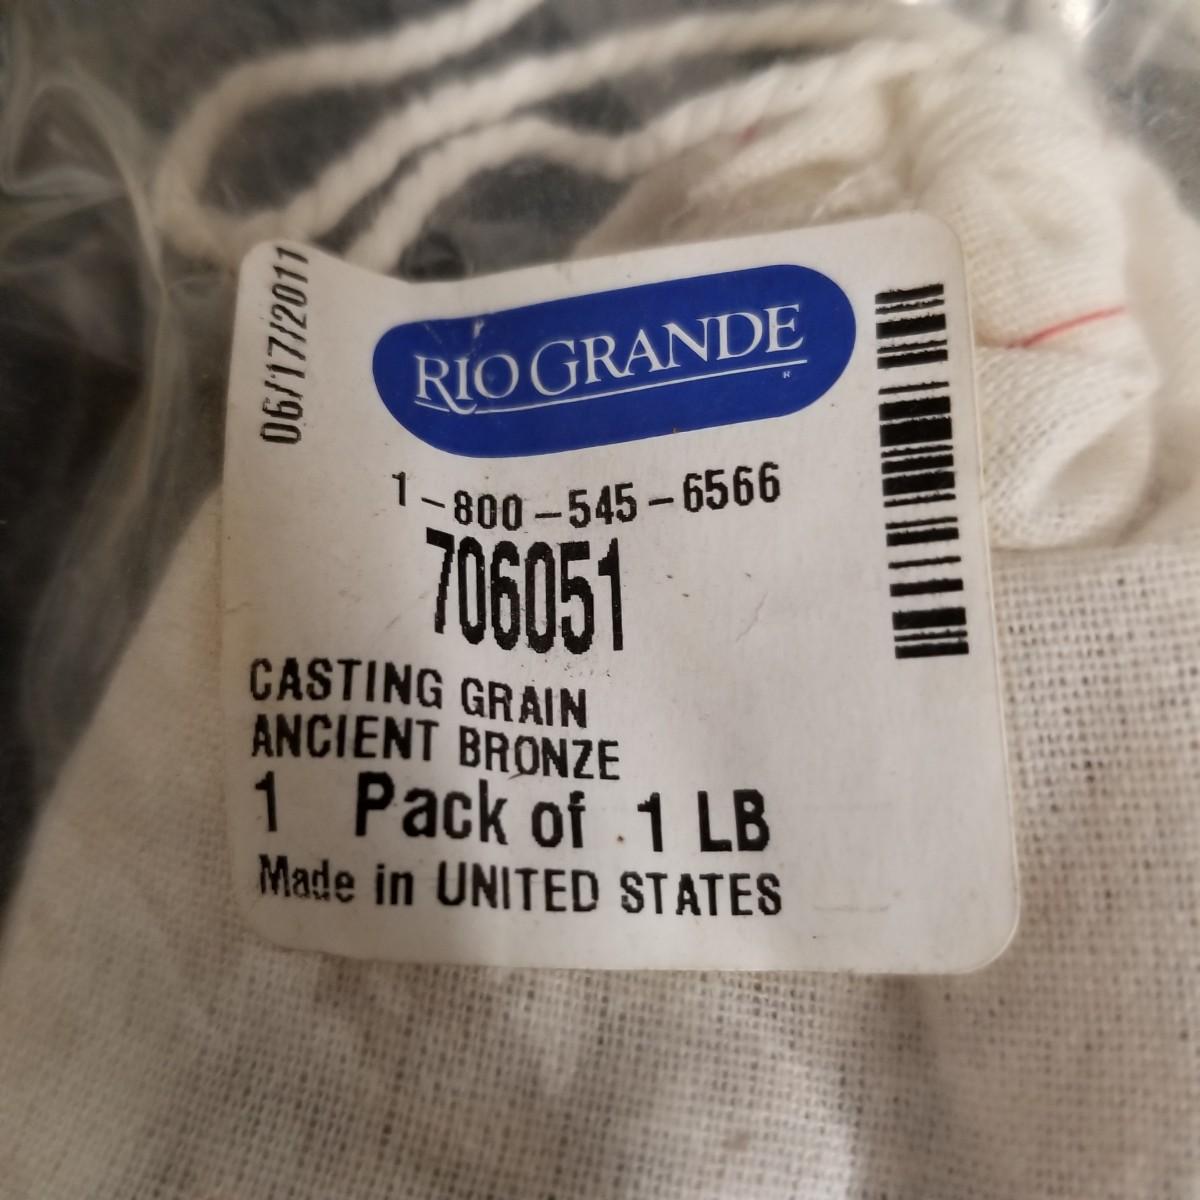 06/17/2011
RIO GRANDE
®
1-800-545-6566
706051
CASTING GRAIN
ANCIENT BRONZE
1 Pack of 1 LB
Made in UNITED STATES